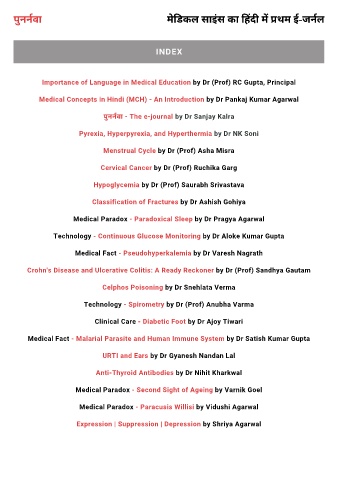 पुनर्नवा
मेडिकल साइंस का हिंदी में प्रथम ई-जर्नल
INDEX
Importance of Language in Medical Education by Dr (Prof) RC Gupta, Principal
Medical Concepts in Hindi (MCH) - An Introduction by Dr Pankaj Kumar Agarwal
पुनर्नवा - The e-journal by Dr Sanjay Kalra
Pyrexia, Hyperpyrexia, and Hyperthermia by Dr NK Soni
Menstrual Cycle by Dr (Prof) Asha Misra
Cervical Cancer by Dr (Prof) Ruchika Garg
Hypoglycemia by Dr (Prof) Saurabh Srivastava
Classification of Fractures by Dr Ashish Gohiya
Medical Paradox - Paradoxical Sleep by Dr Pragya Agarwal
Technology - Continuous Glucose Monitoring by Dr Aloke Kumar Gupta
Medical Fact - Pseudohyperkalemia by Dr Varesh Nagrath
Crohn's Disease and Ulcerative Colitis: A Ready Reckoner by Dr (Prof) Sandhya Gautam
Celphos Poisoning by Dr Snehlata Verma
Technology - Spirometry by Dr (Prof) Anubha Varma
Clinical Care - Diabetic Foot by Dr Ajoy Tiwari
Medical Fact - Malarial Parasite and Human Immune System by Dr Satish Kumar Gupta
URTI and Ears by Dr Gyanesh Nandan Lal
Anti-Thyroid Antibodies by Dr Nihit Kharkwal
Medical Paradox - Second Sight of Ageing by Varnik Goel
Medical Paradox - Paracusia Willisi by Vidushi Agarwal
Expression | Suppression | Depression by Shriya Agarwal